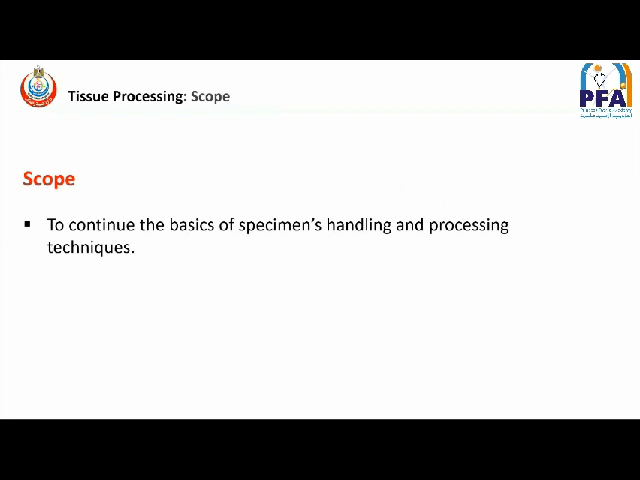 Tissue Processing: Scope
PFA
Scope
▪ To continue the basics of specimen's handling and processing
techniques.